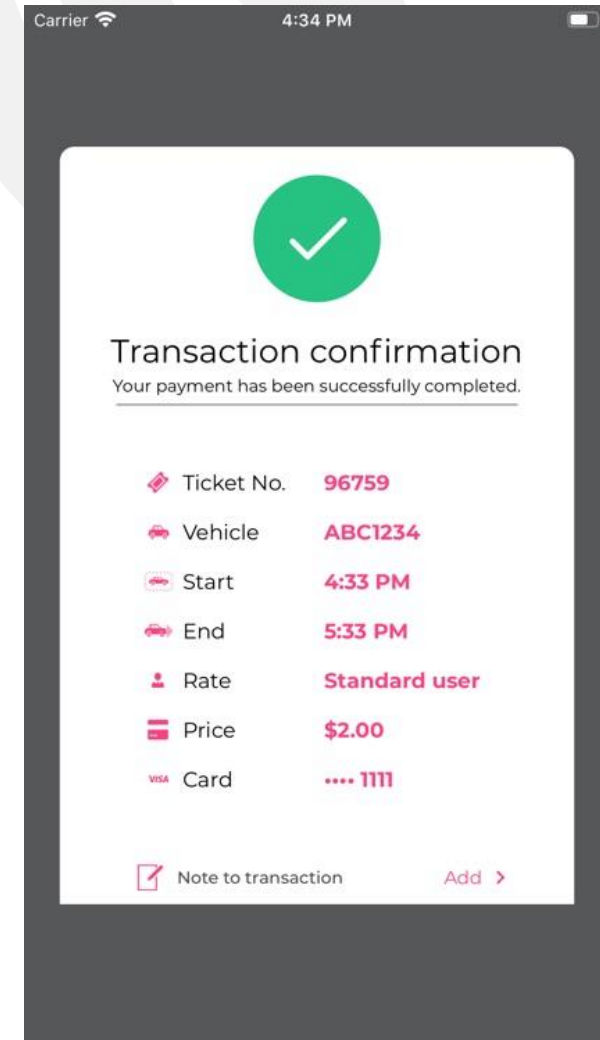 Carrier 4:34 PM
Transaction confirmation
Your payment has been successfully completed.
Ticket No. 96759
Vehicle ABC1234
Start 4:33 PM
End 5:33 PM
Rate Standard user
Price $2.00
VISA Card •••• 1111
Note to transaction Add >